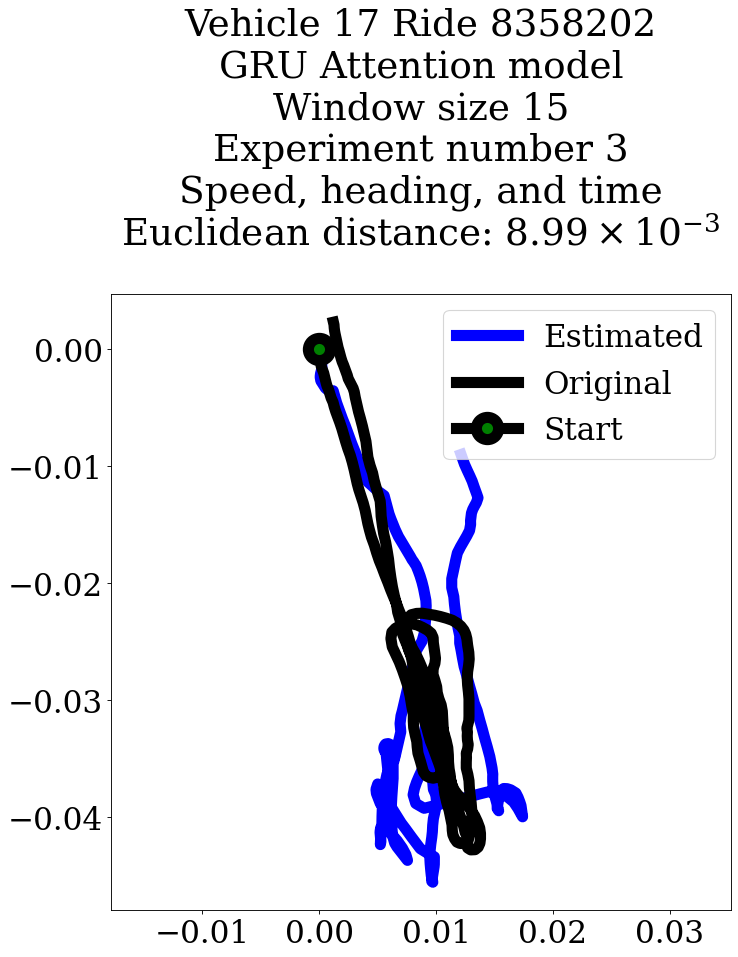 Vehicle 17 Ride 8358202
GRU Attention model
Window size 15
Experiment number 3
Speed, heading, and time
Euclidean distance: 8.99 × 10⁻³
Estimated
Original
Start
0.00
−0.01
−0.02
−0.03
−0.04
−0.01 0.00 0.01 0.02 0.03